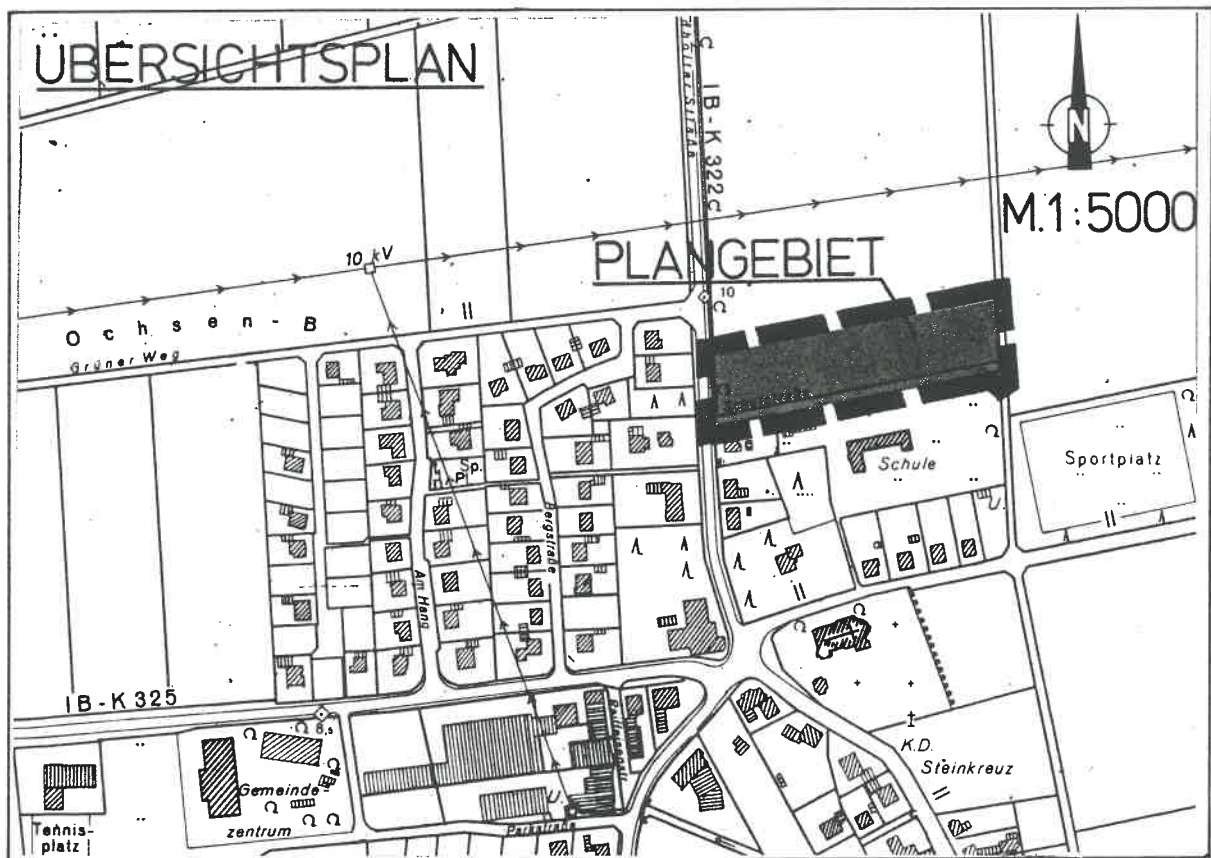 ÜBERSICHTSPLAN
IB-K 322
N
M.1:5000
10 kV
PLANGEBIET
10
Ochsen-B
Grüner Weg
Schule
Sportplatz
Sp.
P
U.
Bergstraße
Am Hang
IB-K 325
8,5
K.D.
Steinkreuz
Gemeinde-
zentrum
U.
Parkstraße
Tennis-
platz